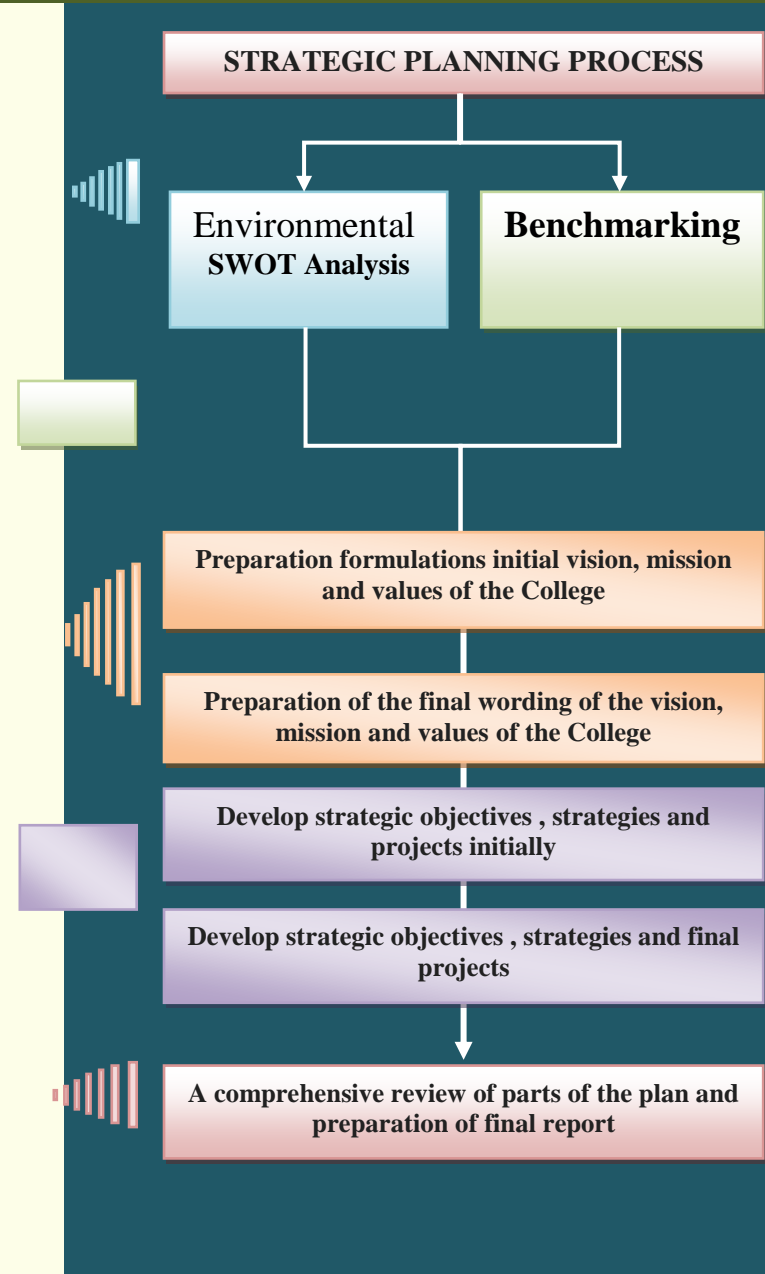 STRATEGIC PLANNING PROCESS
Environmental
SWOT Analysis
Benchmarking
Preparation formulations initial vision, mission
and values of the College
Preparation of the final wording of the vision,
mission and values of the College
Develop strategic objectives , strategies and
projects initially
Develop strategic objectives , strategies and final
projects
A comprehensive review of parts of the plan and
preparation of final report